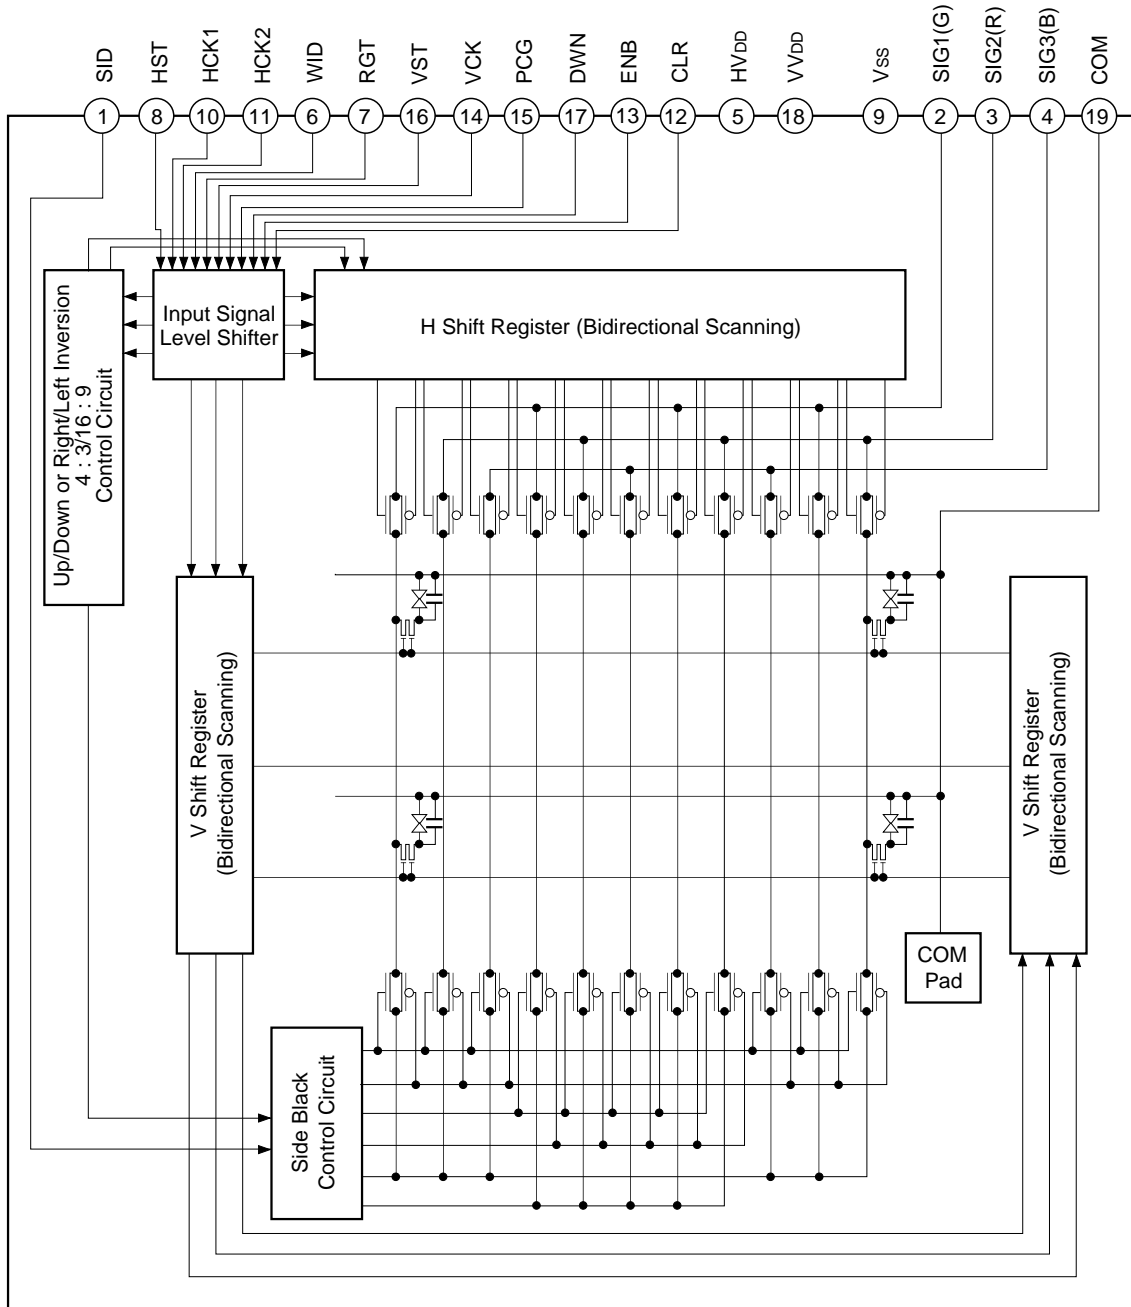 SID
HST
HCK1
HCK2
WID
RGT
VST
VCK
PCG
DWN
ENB
CLR
HVDD
VVDD
VSS
SIG1(G)
SIG2(R)
SIG3(B)
COM
1
8
10
11
6
7
16
14
15
17
13
12
5
18
9
2
3
4
19
Up/Down or Right/Left Inversion
4 : 3/16 : 9
Control Circuit
Input Signal
Level Shifter
H Shift Register (Bidirectional Scanning)
V Shift Register
(Bidirectional Scanning)
V Shift Register
(Bidirectional Scanning)
COM
Pad
Side Black
Control Circuit